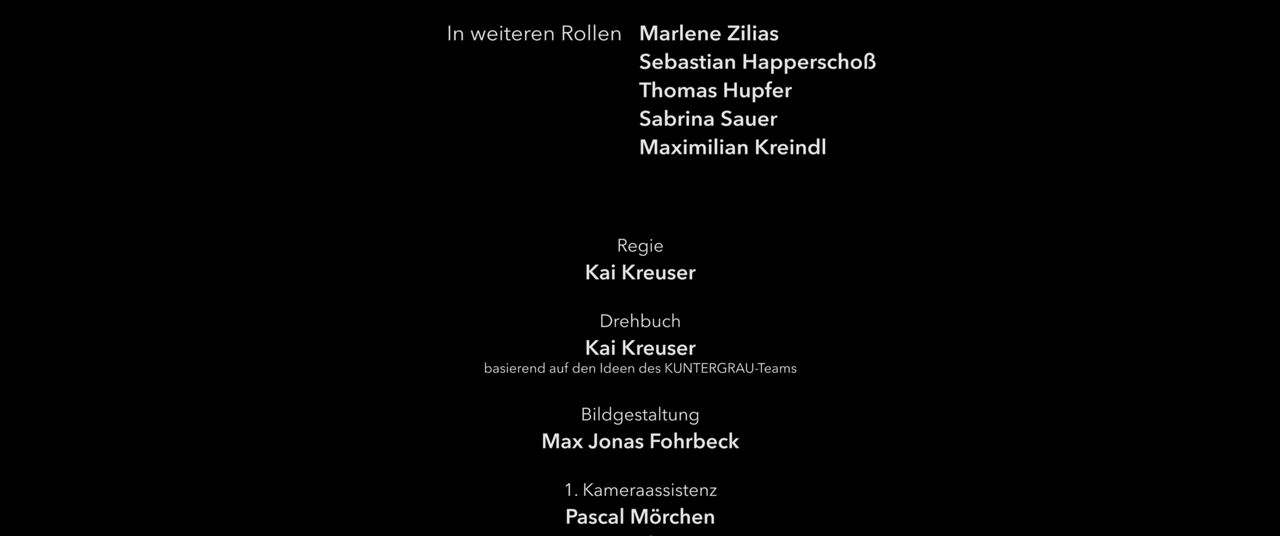 In weiteren Rollen Marlene Zilias
Sebastian Happerschoß
Thomas Hupfer
Sabrina Sauer
Maximilian Kreindl
Regie
Kai Kreuser
Drehbuch
Kai Kreuser
basierend auf den Ideen des KUNTERGRAU-Teams
Bildgestaltung
Max Jonas Fohrbeck
1. Kameraassistenz
Pascal Mörchen